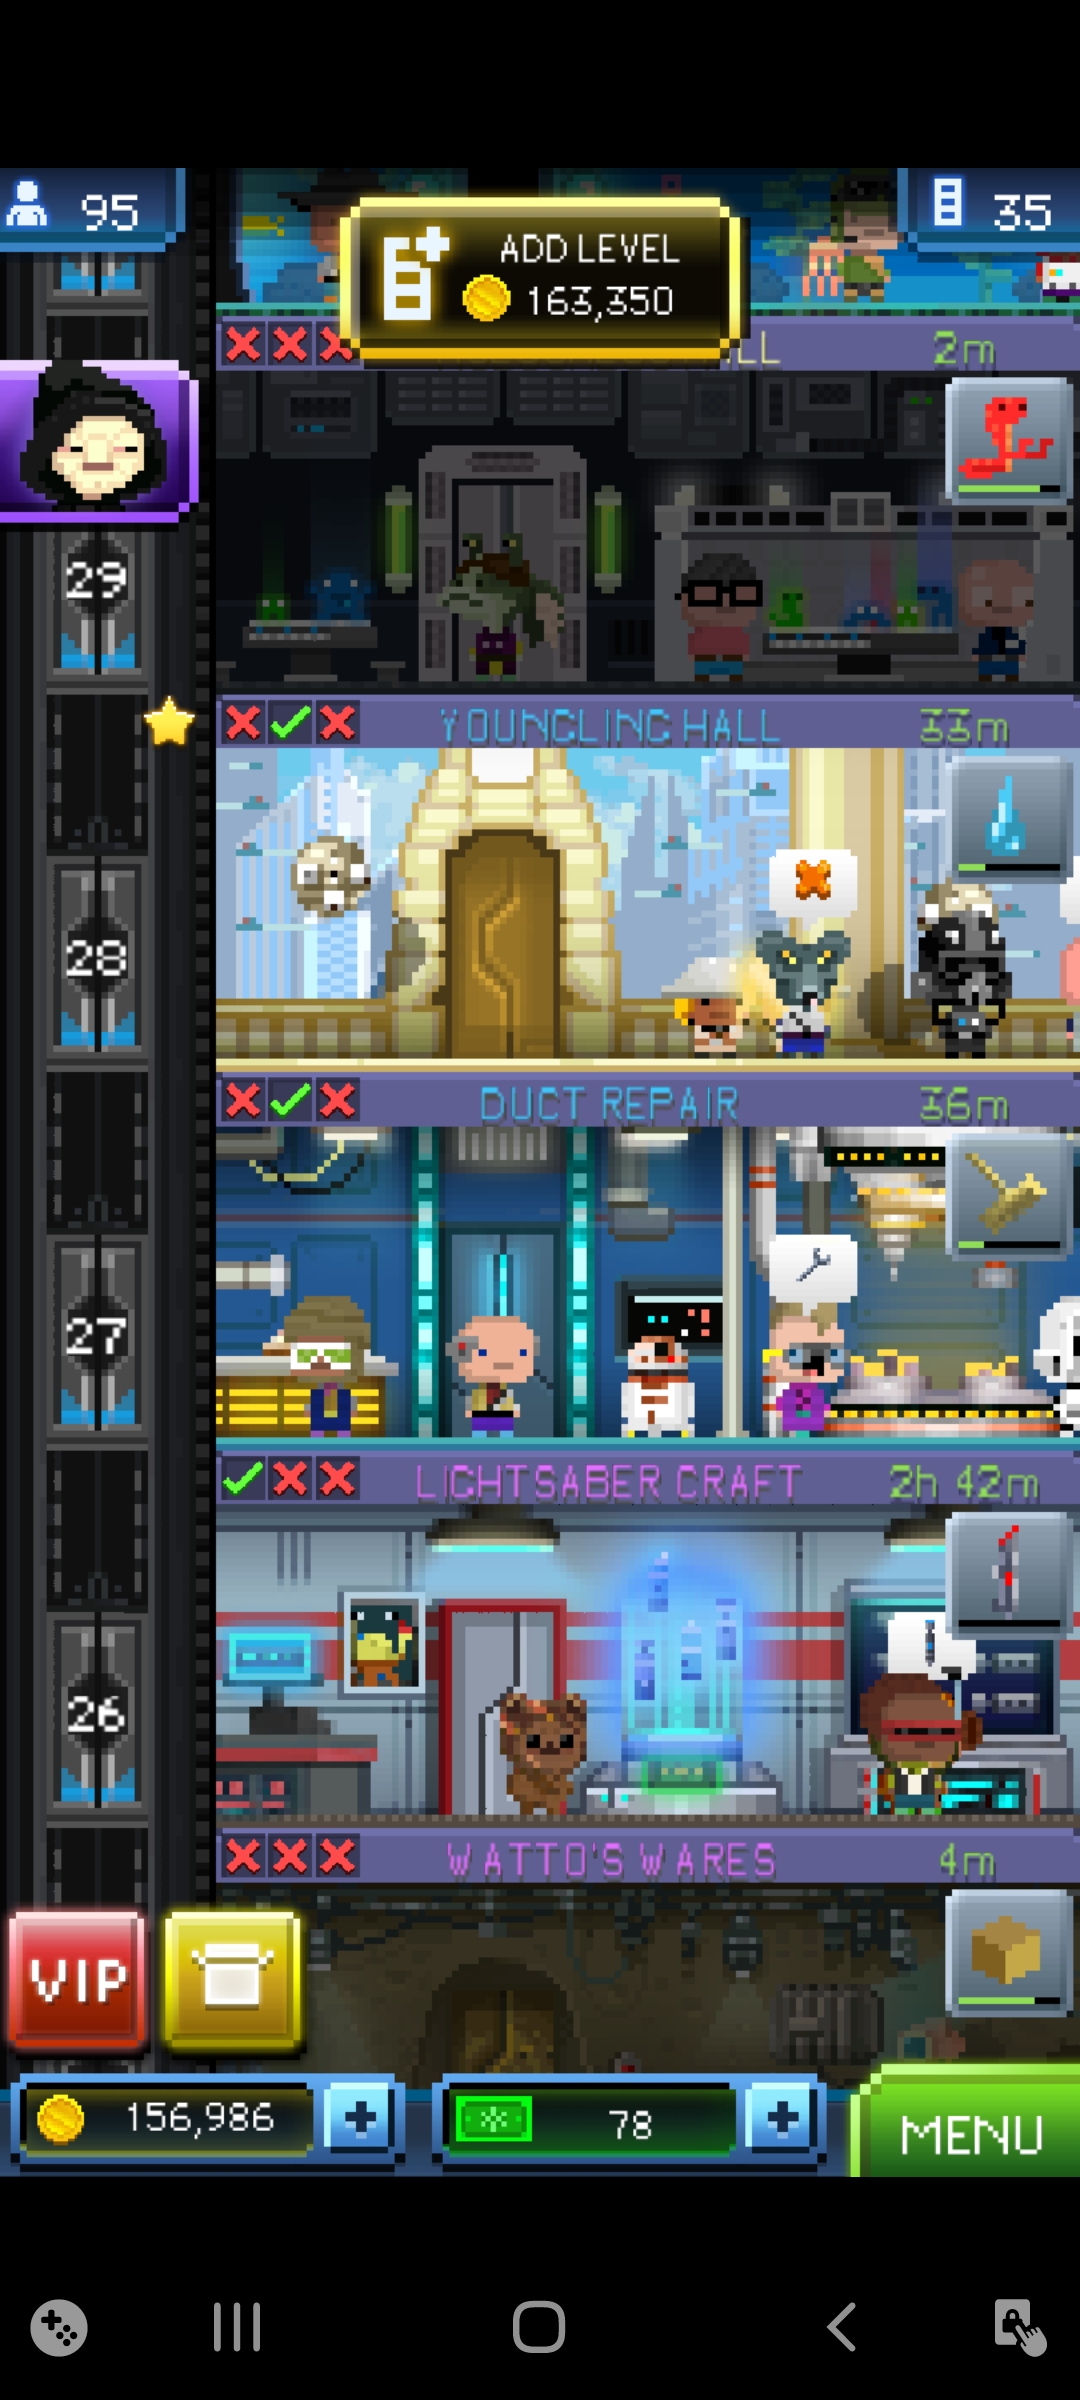 95
ADD LEVEL
163,350
35
LL
2m
29
YOUNGLING HALL
33m
28
DUCT REPAIR
36m
27
LIGHTSABER CRAFT
2h 42m
26
WATTO'S WARES
4m
VIP
156,986
78
MENU